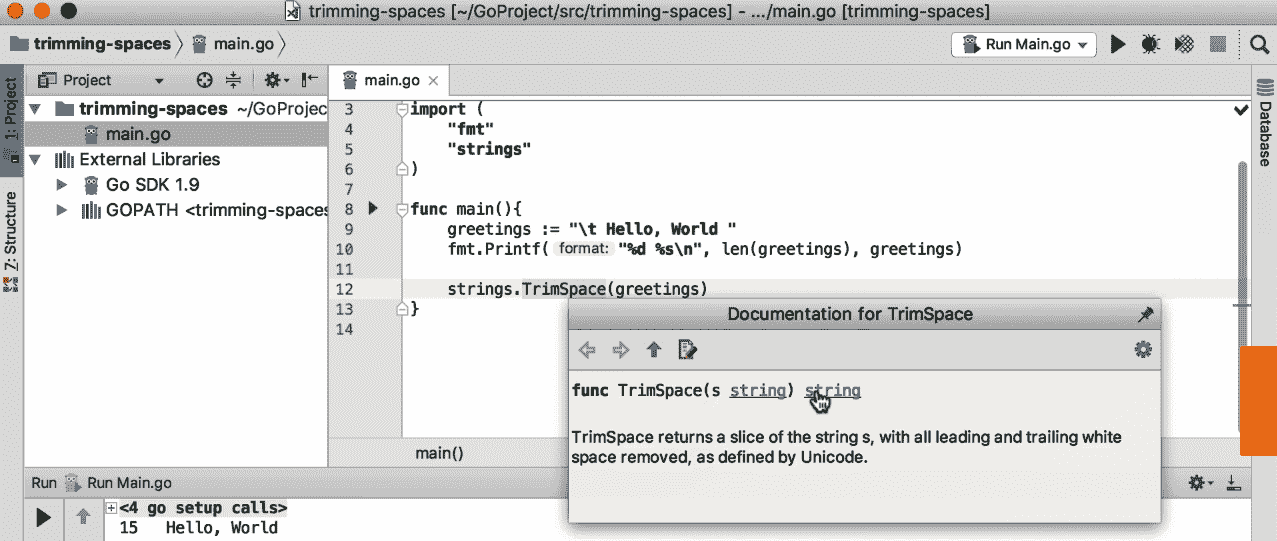 trimming-spaces [~/GoProject/src/trimming-spaces] - .../main.go [trimming-spaces]
trimming-spaces main.go
Run Main.go
1: Project
Z: Structure
Project
trimming-spaces ~/GoProjec
main.go
External Libraries
Go SDK 1.9
GOPATH <trimming-spaces
main.go
3 import (
4 "fmt"
5 "strings"
6 )
7
8 func main(){
9 greetings := "\t Hello, World "
10 fmt.Printf( format: "%d %s\n", len(greetings), greetings)
11
12 strings.TrimSpace(greetings)
13 }
14
Database
Documentation for TrimSpace
func TrimSpace(s string) string
TrimSpace returns a slice of the string s, with all leading and trailing white
space removed, as defined by Unicode.
main()
Run Run Main.go
<4 go setup calls>
15 Hello, World